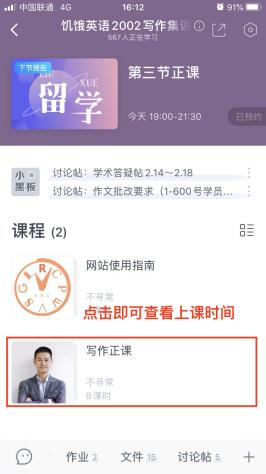 中国联通 4G 16:12 91%
饥饿英语2002写作集训
567人正在学习
下节预告
LIU
XUE
留学
第三节正课
今天 19:00-21:30
已预约
小黑板
讨论帖：学术答疑帖 2.14～2.18
讨论帖：作文批改要求（1-600号学员...
课程 (2)
网站使用指南
不寻常
点击即可查看上课时间
写作正课
不寻常
8课时
作业 2 文件 15 讨论帖 5